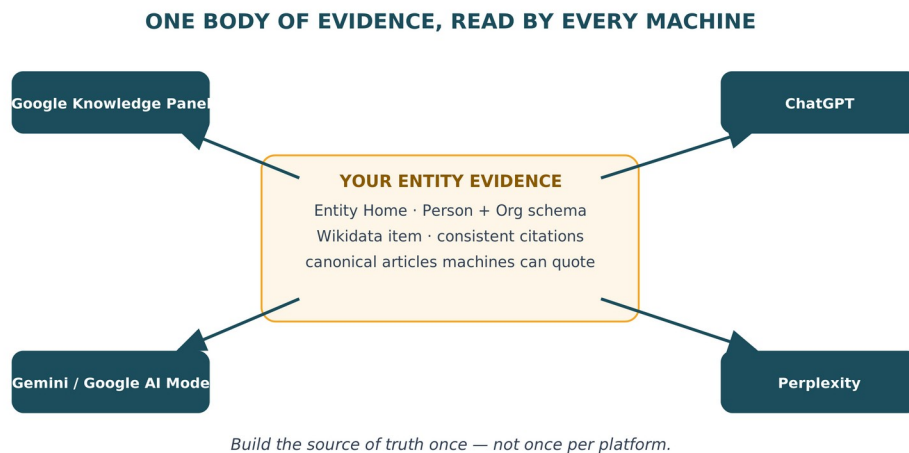 ONE BODY OF EVIDENCE, READ BY EVERY MACHINE
Google Knowledge Panel
ChatGPT
YOUR ENTITY EVIDENCE
Entity Home · Person + Org schema
Wikidata item · consistent citations
canonical articles machines can quote
Gemini / Google AI Mode
Perplexity
Build the source of truth once — not once per platform.